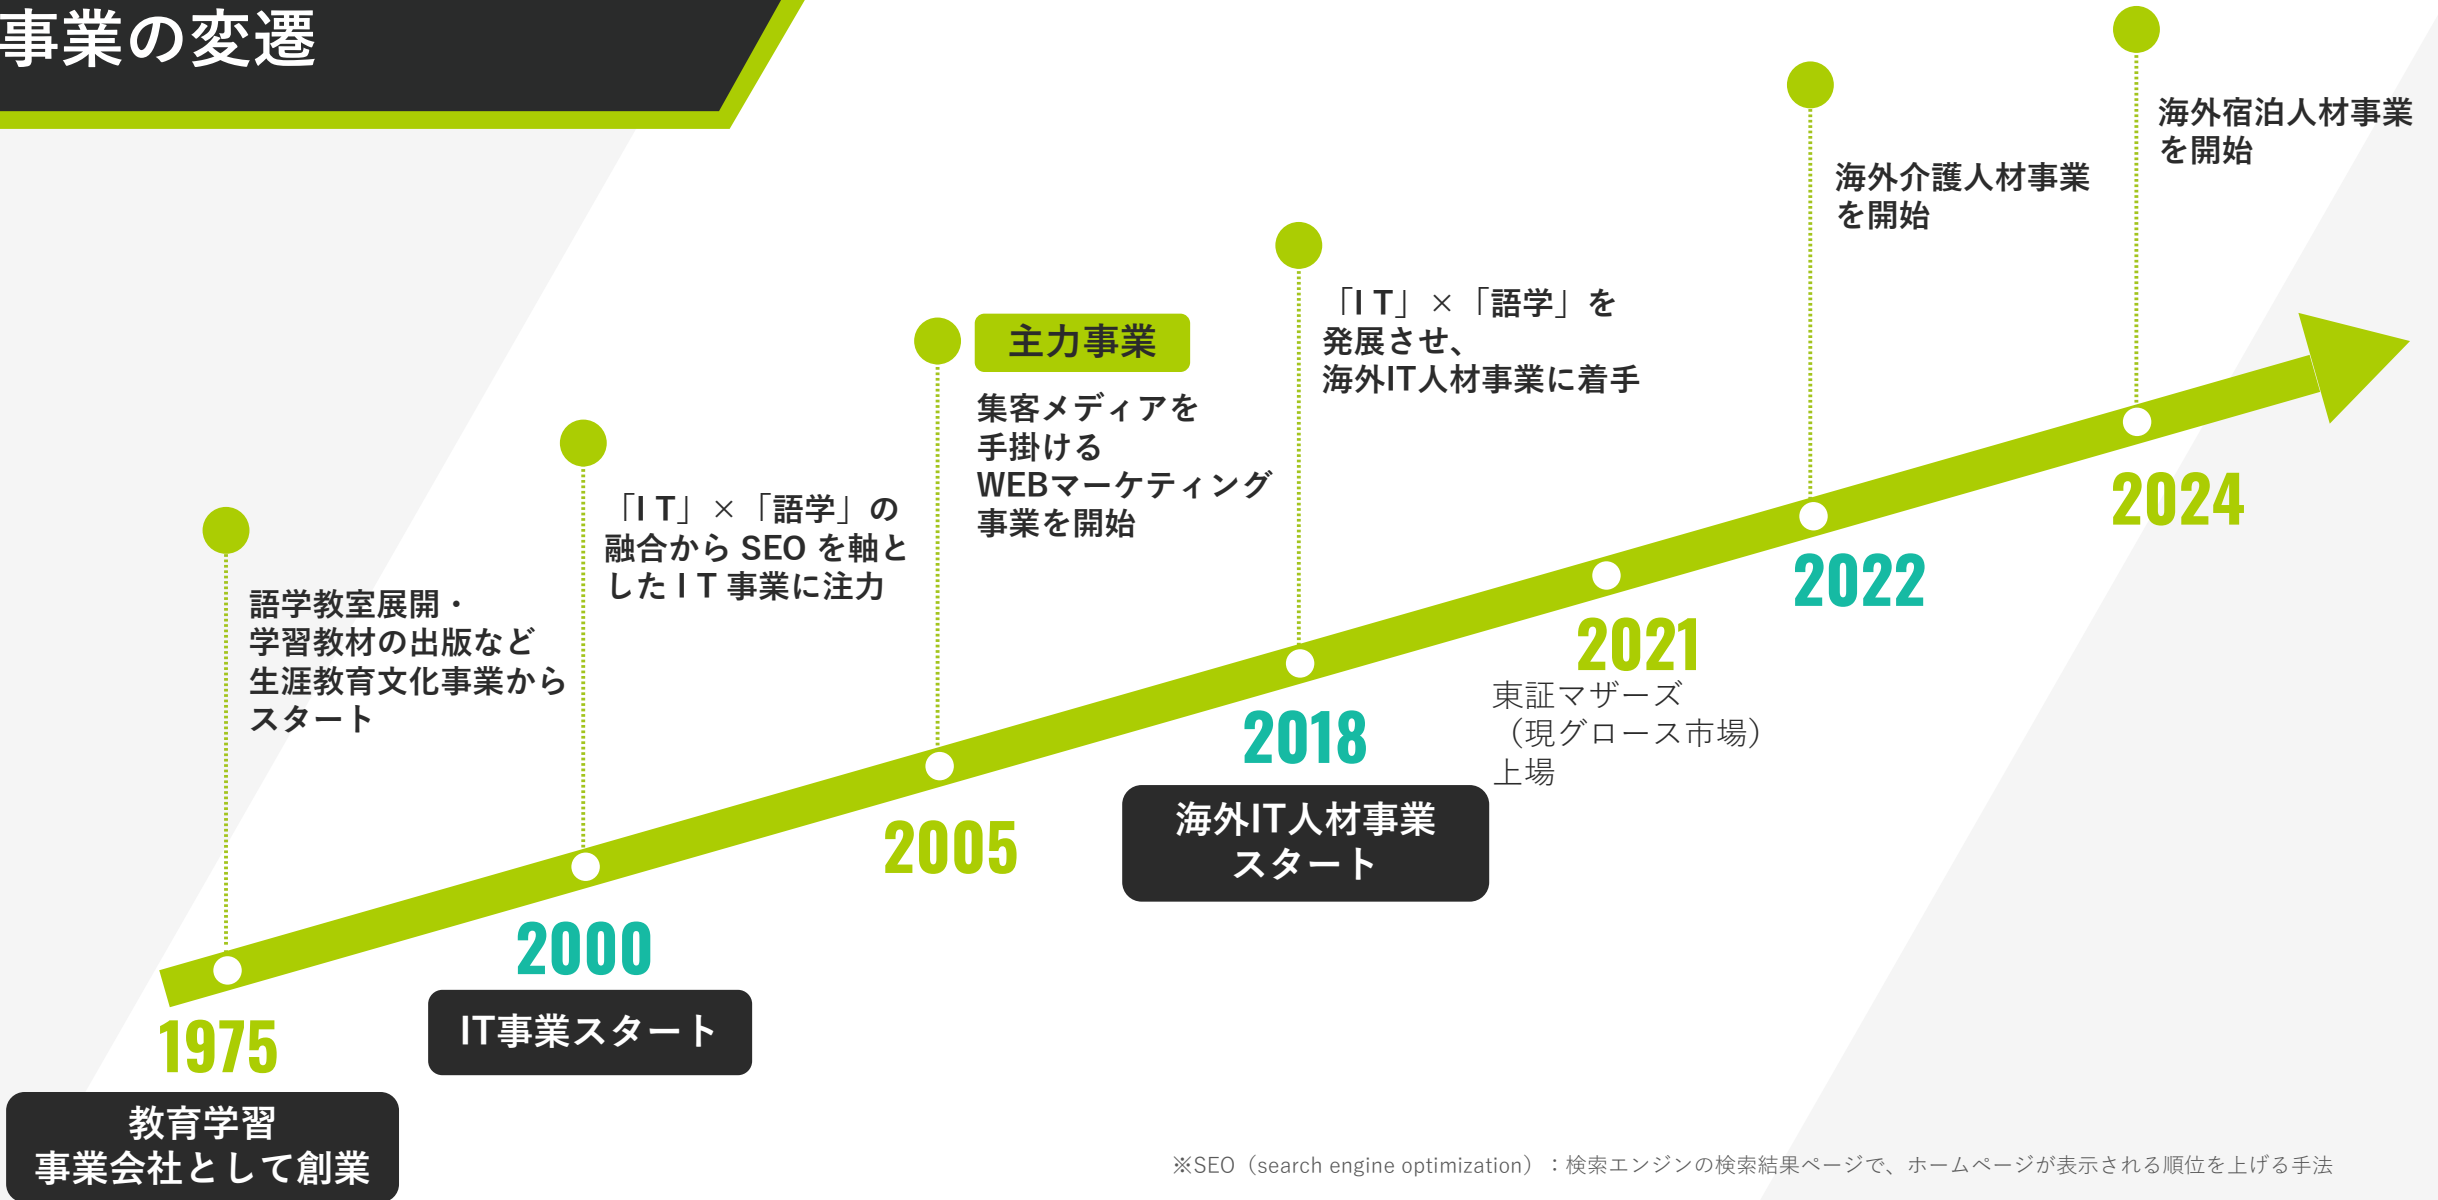 事業の変遷
語学教室展開・
学習教材の出版など
生涯教育文化事業から
スタート
1975
教育学習
事業会社として創業
「I T」×「語学」の
融合から SEO を軸と
した I T 事業に注力
2000
IT事業スタート
主力事業
集客メディアを
手掛ける
WEBマーケティング
事業を開始
2005
「I T」×「語学」を
発展させ、
海外IT人材事業に着手
2018
海外IT人材事業
スタート
2021
東証マザーズ
（現グロース市場）
上場
海外介護人材事業
を開始
2022
海外宿泊人材事業
を開始
2024
※SEO（search engine optimization）：検索エンジンの検索結果ページで、ホームページが表示される順位を上げる手法